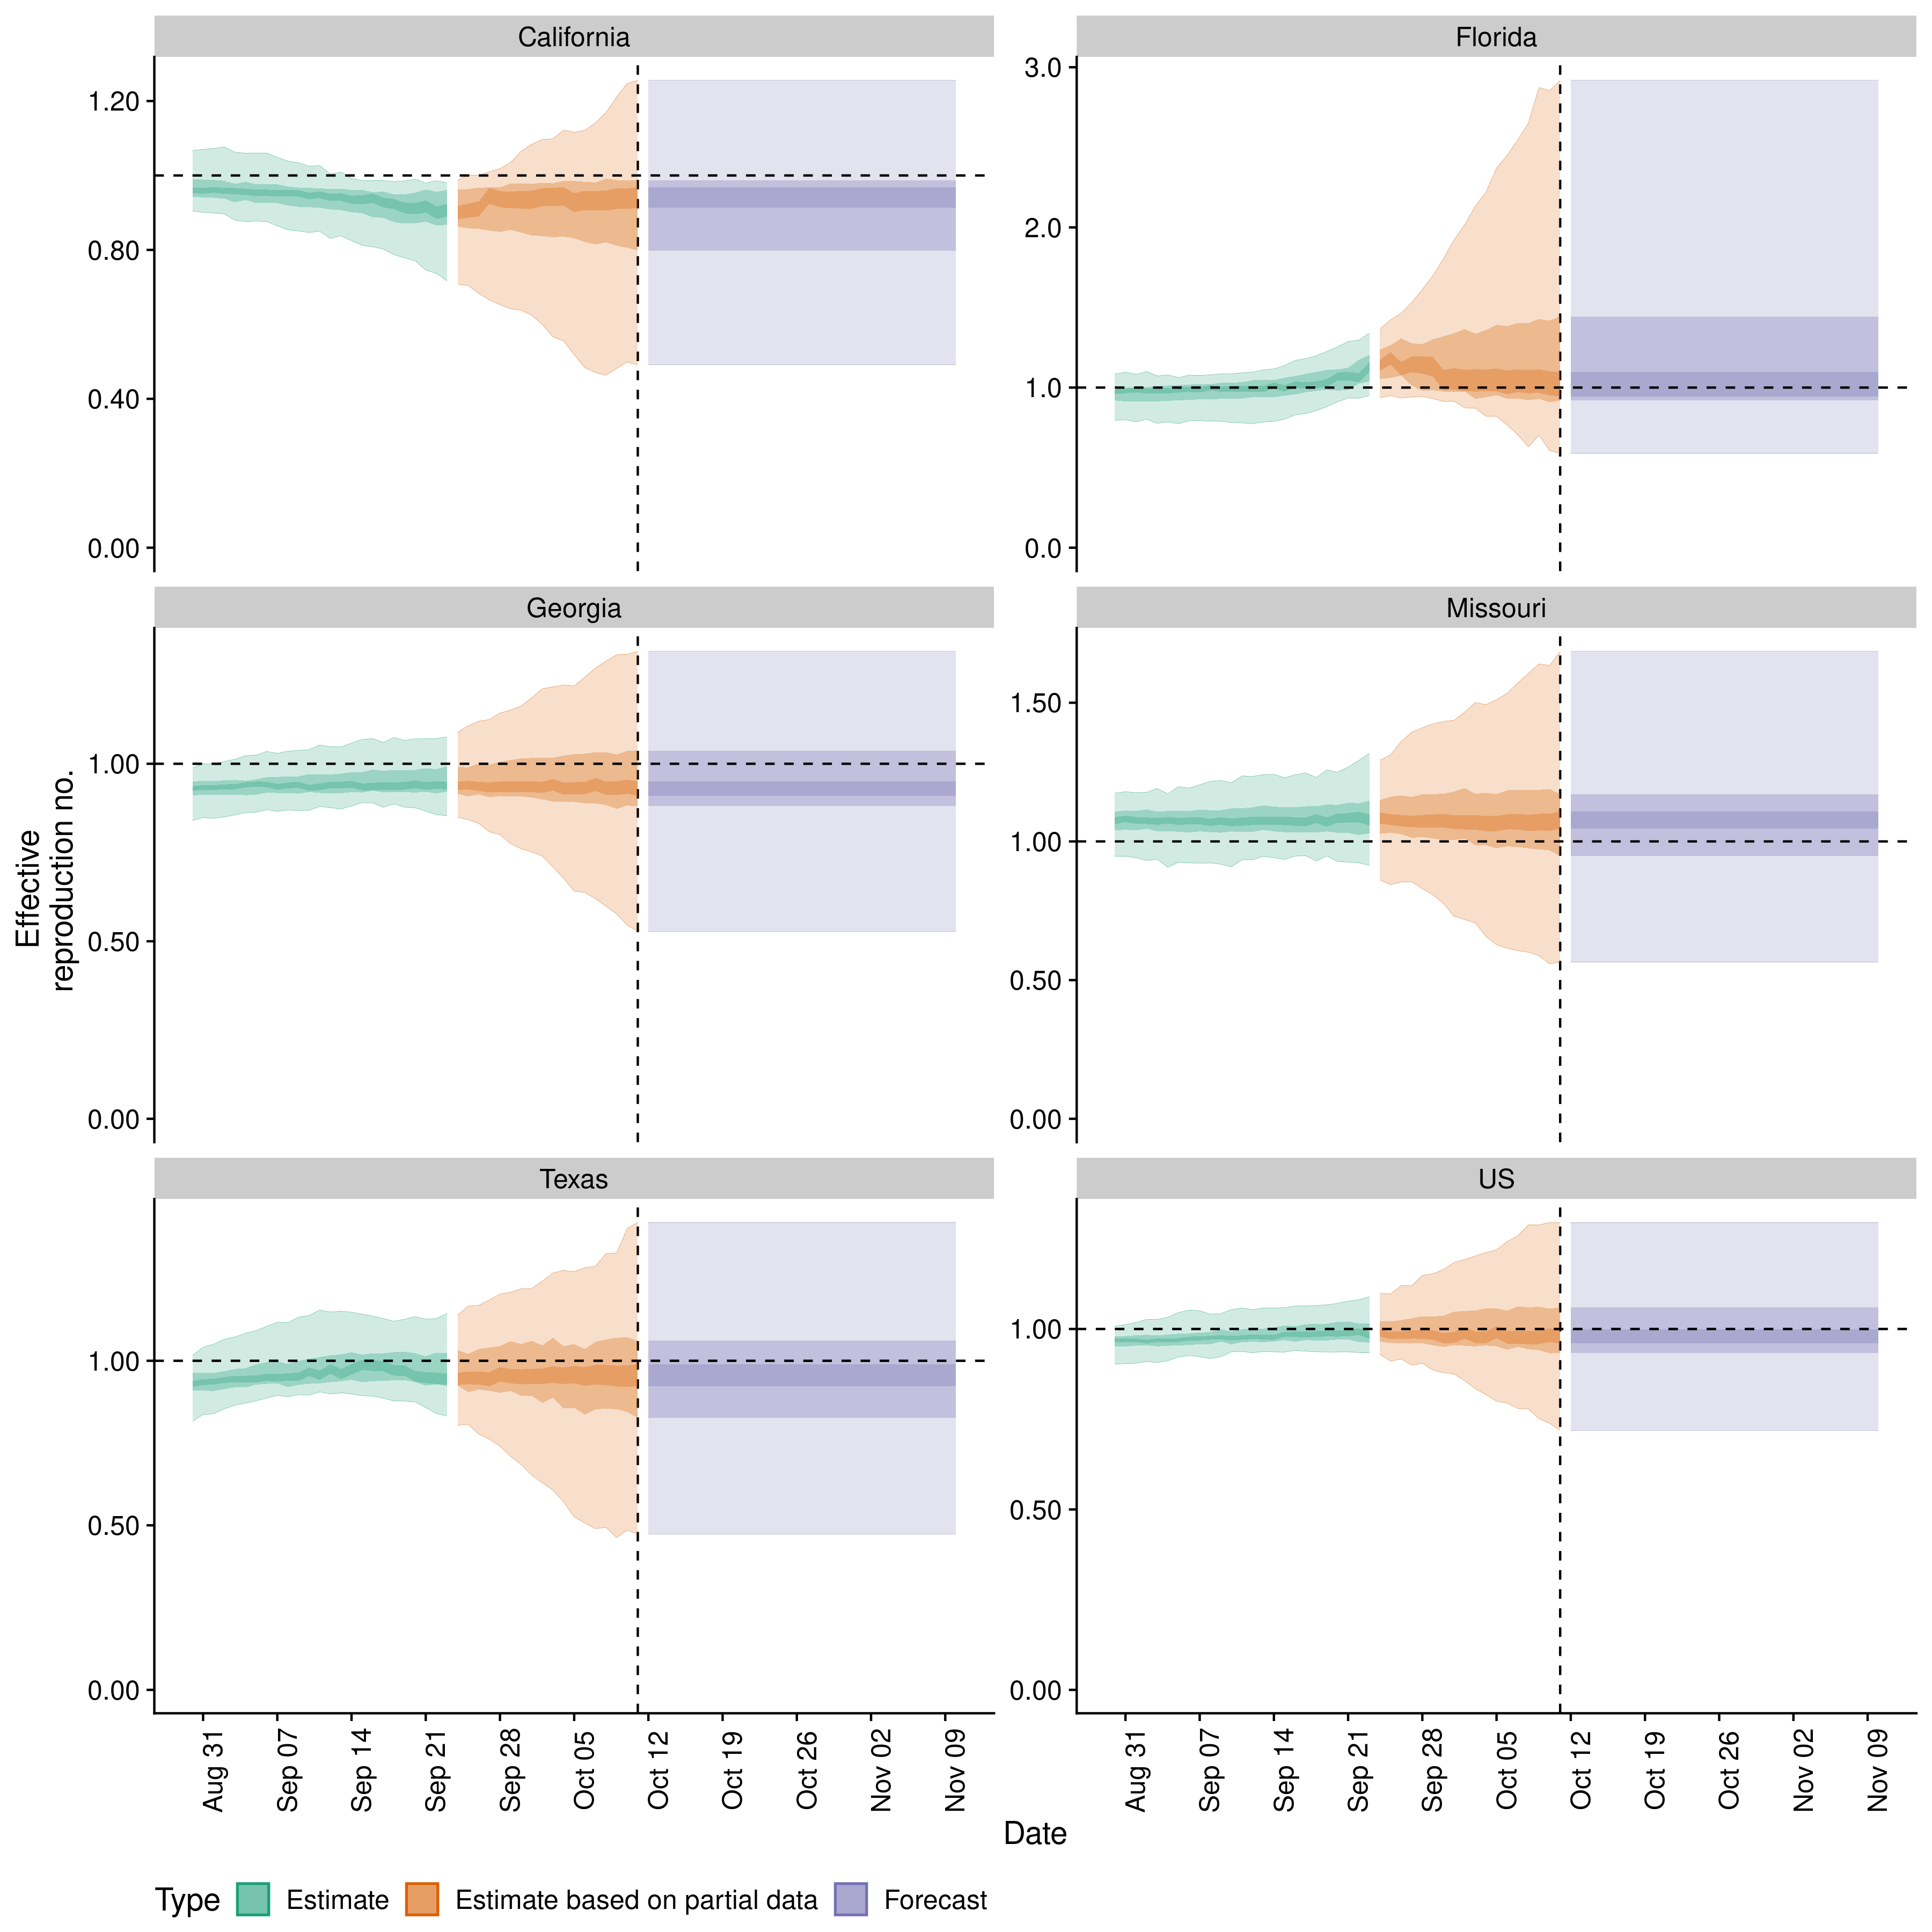 California
Florida
1.20
0.80
0.40
0.00
3.0
2.0
1.0
0.0
Georgia
Missouri
1.00
0.50
0.00
1.50
1.00
0.50
0.00
Effective
reproduction no.
Texas
US
1.00
0.50
0.00
1.00
0.50
0.00
Aug 31
Sep 07
Sep 14
Sep 21
Sep 28
Oct 05
Oct 12
Oct 19
Oct 26
Nov 02
Nov 09
Aug 31
Sep 07
Sep 14
Sep 21
Sep 28
Oct 05
Oct 12
Oct 19
Oct 26
Nov 02
Nov 09
Date
Type Estimate Estimate based on partial data Forecast